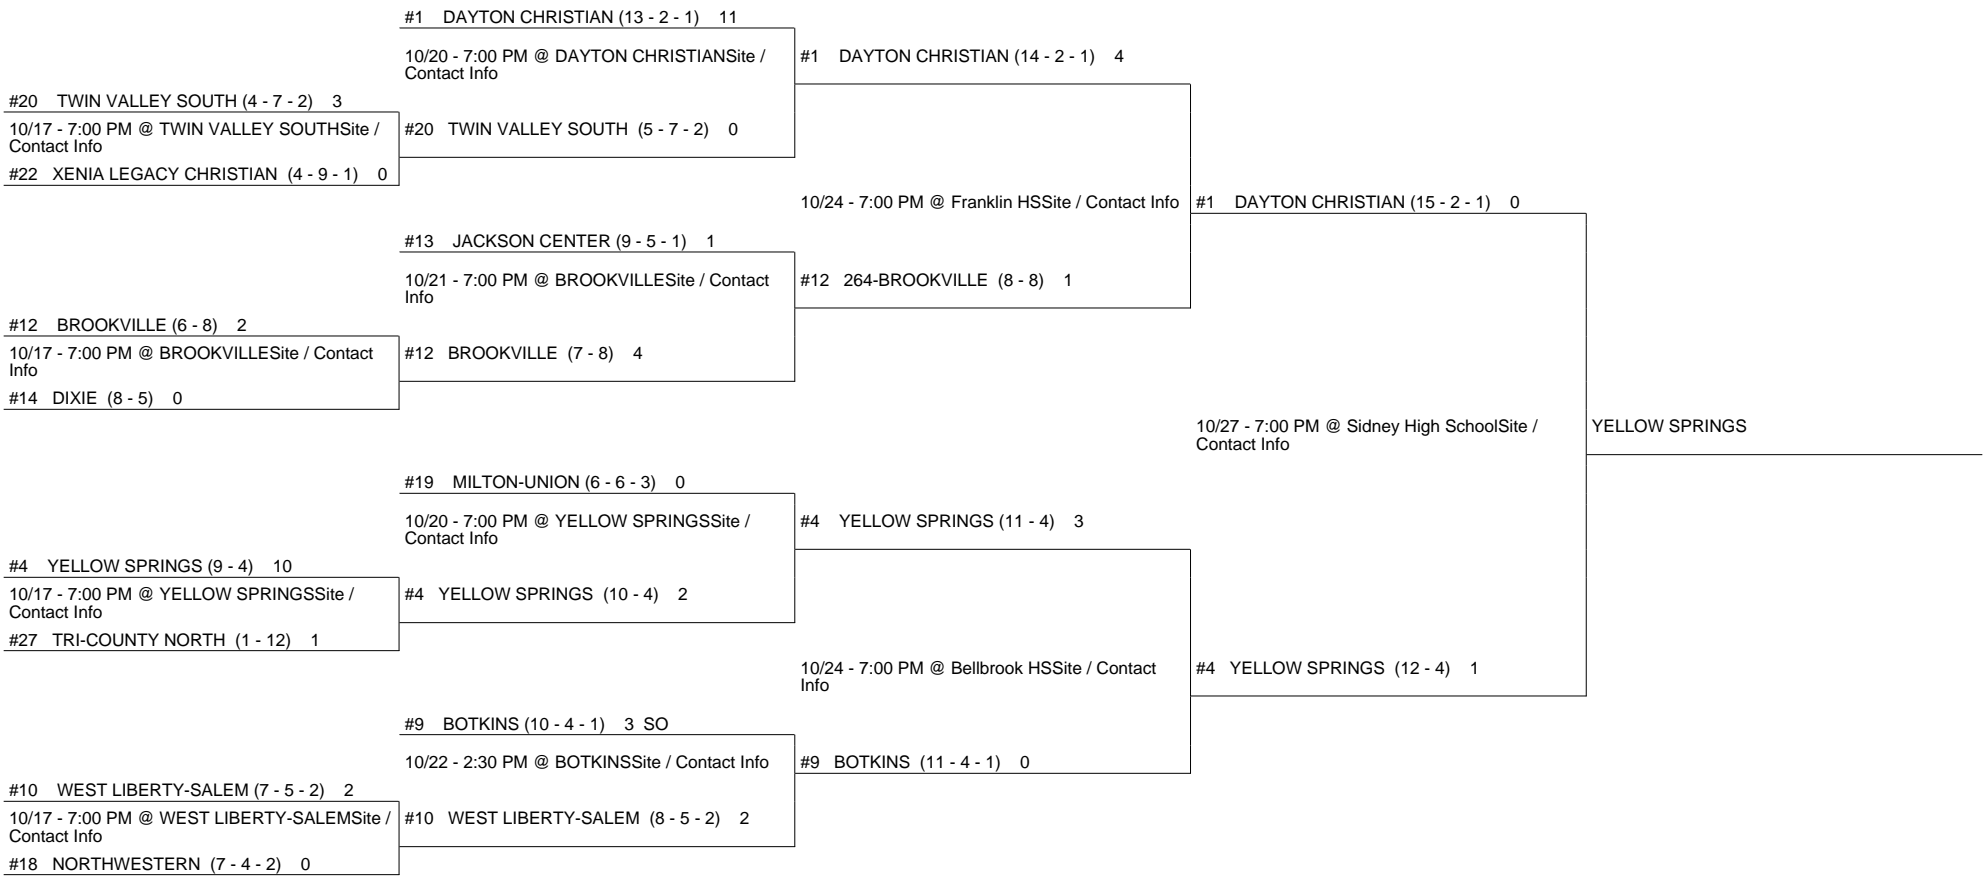 #1 DAYTON CHRISTIAN (13 - 2 - 1) 11
10/20 - 7:00 PM @ DAYTON CHRISTIANSite /
Contact Info
#1 DAYTON CHRISTIAN (14 - 2 - 1) 4
#20 TWIN VALLEY SOUTH (4 - 7 - 2) 3
10/17 - 7:00 PM @ TWIN VALLEY SOUTHSite /
Contact Info
#20 TWIN VALLEY SOUTH (5 - 7 - 2) 0
#22 XENIA LEGACY CHRISTIAN (4 - 9 - 1) 0
10/24 - 7:00 PM @ Franklin HSSite / Contact Info
#1 DAYTON CHRISTIAN (15 - 2 - 1) 0
#13 JACKSON CENTER (9 - 5 - 1) 1
10/21 - 7:00 PM @ BROOKVILLESite / Contact
Info
#12 264-BROOKVILLE (8 - 8) 1
#12 BROOKVILLE (6 - 8) 2
10/17 - 7:00 PM @ BROOKVILLESite / Contact
Info
#12 BROOKVILLE (7 - 8) 4
#14 DIXIE (8 - 5) 0
10/27 - 7:00 PM @ Sidney High SchoolSite /
Contact Info
YELLOW SPRINGS
#19 MILTON-UNION (6 - 6 - 3) 0
10/20 - 7:00 PM @ YELLOW SPRINGSSite /
Contact Info
#4 YELLOW SPRINGS (11 - 4) 3
#4 YELLOW SPRINGS (9 - 4) 10
10/17 - 7:00 PM @ YELLOW SPRINGSSite /
Contact Info
#4 YELLOW SPRINGS (10 - 4) 2
#27 TRI-COUNTY NORTH (1 - 12) 1
10/24 - 7:00 PM @ Bellbrook HSSite / Contact
Info
#4 YELLOW SPRINGS (12 - 4) 1
#9 BOTKINS (10 - 4 - 1) 3 SO
10/22 - 2:30 PM @ BOTKINSSite / Contact Info
#9 BOTKINS (11 - 4 - 1) 0
#10 WEST LIBERTY-SALEM (7 - 5 - 2) 2
10/17 - 7:00 PM @ WEST LIBERTY-SALEMSite /
Contact Info
#10 WEST LIBERTY-SALEM (8 - 5 - 2) 2
#18 NORTHWESTERN (7 - 4 - 2) 0